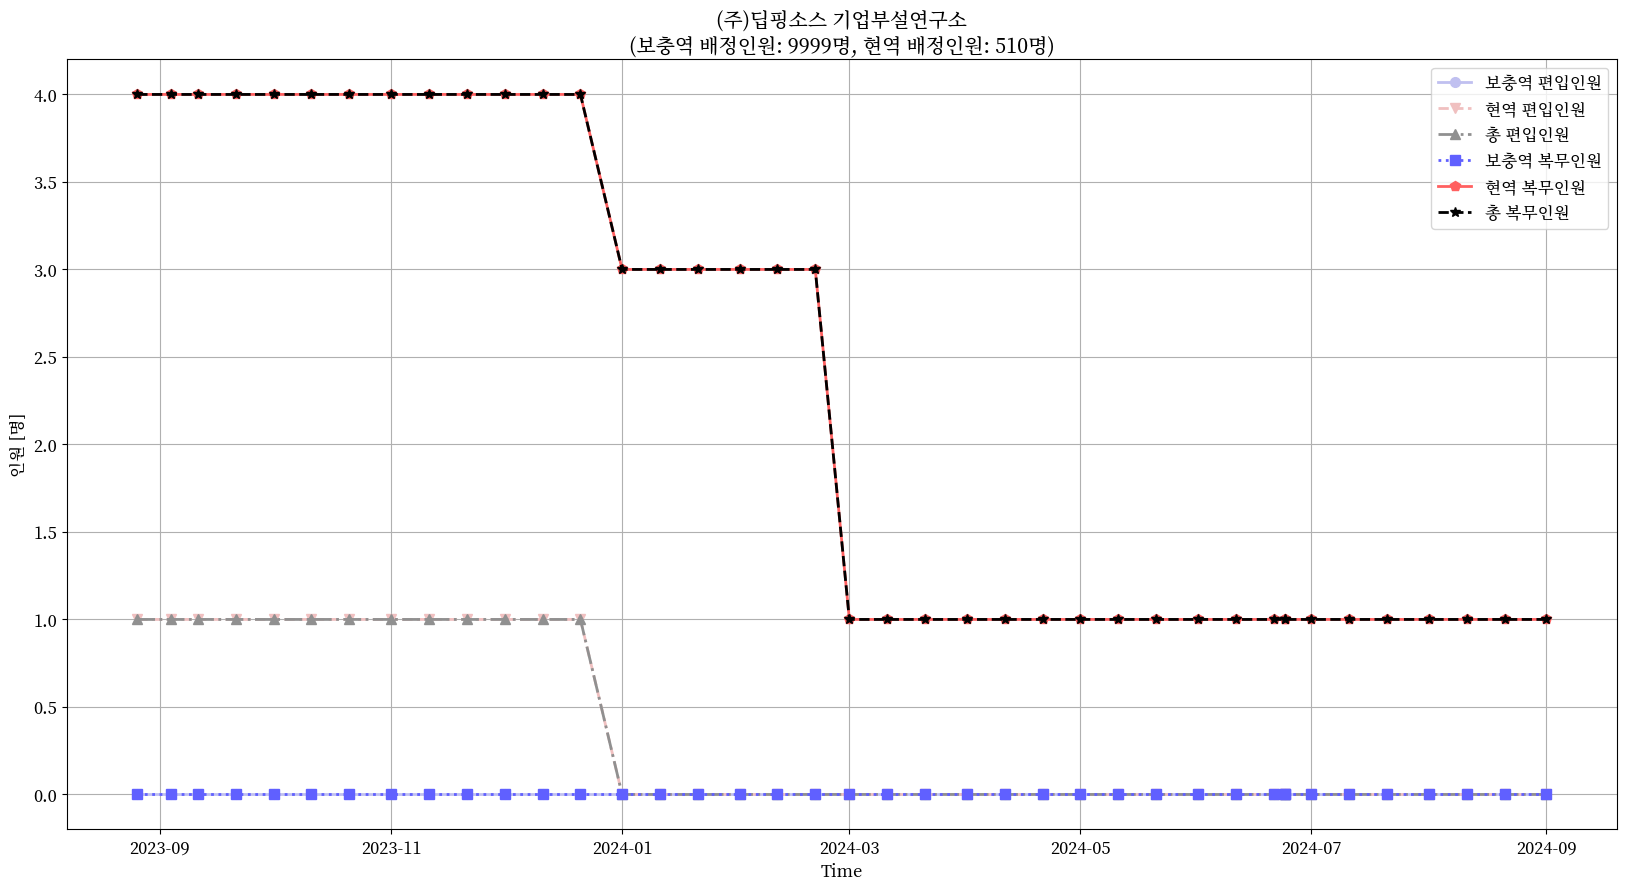 (주)딥핑소스 기업부설연구소
(보충역 배정인원: 9999명, 현역 배정인원: 510명)
보충역 편입인원
현역 편입인원
총 편입인원
보충역 복무인원
현역 복무인원
총 복무인원
인원 [명]
4.0
3.5
3.0
2.5
2.0
1.5
1.0
0.5
0.0
2023-09
2023-11
2024-01
2024-03
2024-05
2024-07
2024-09
Time